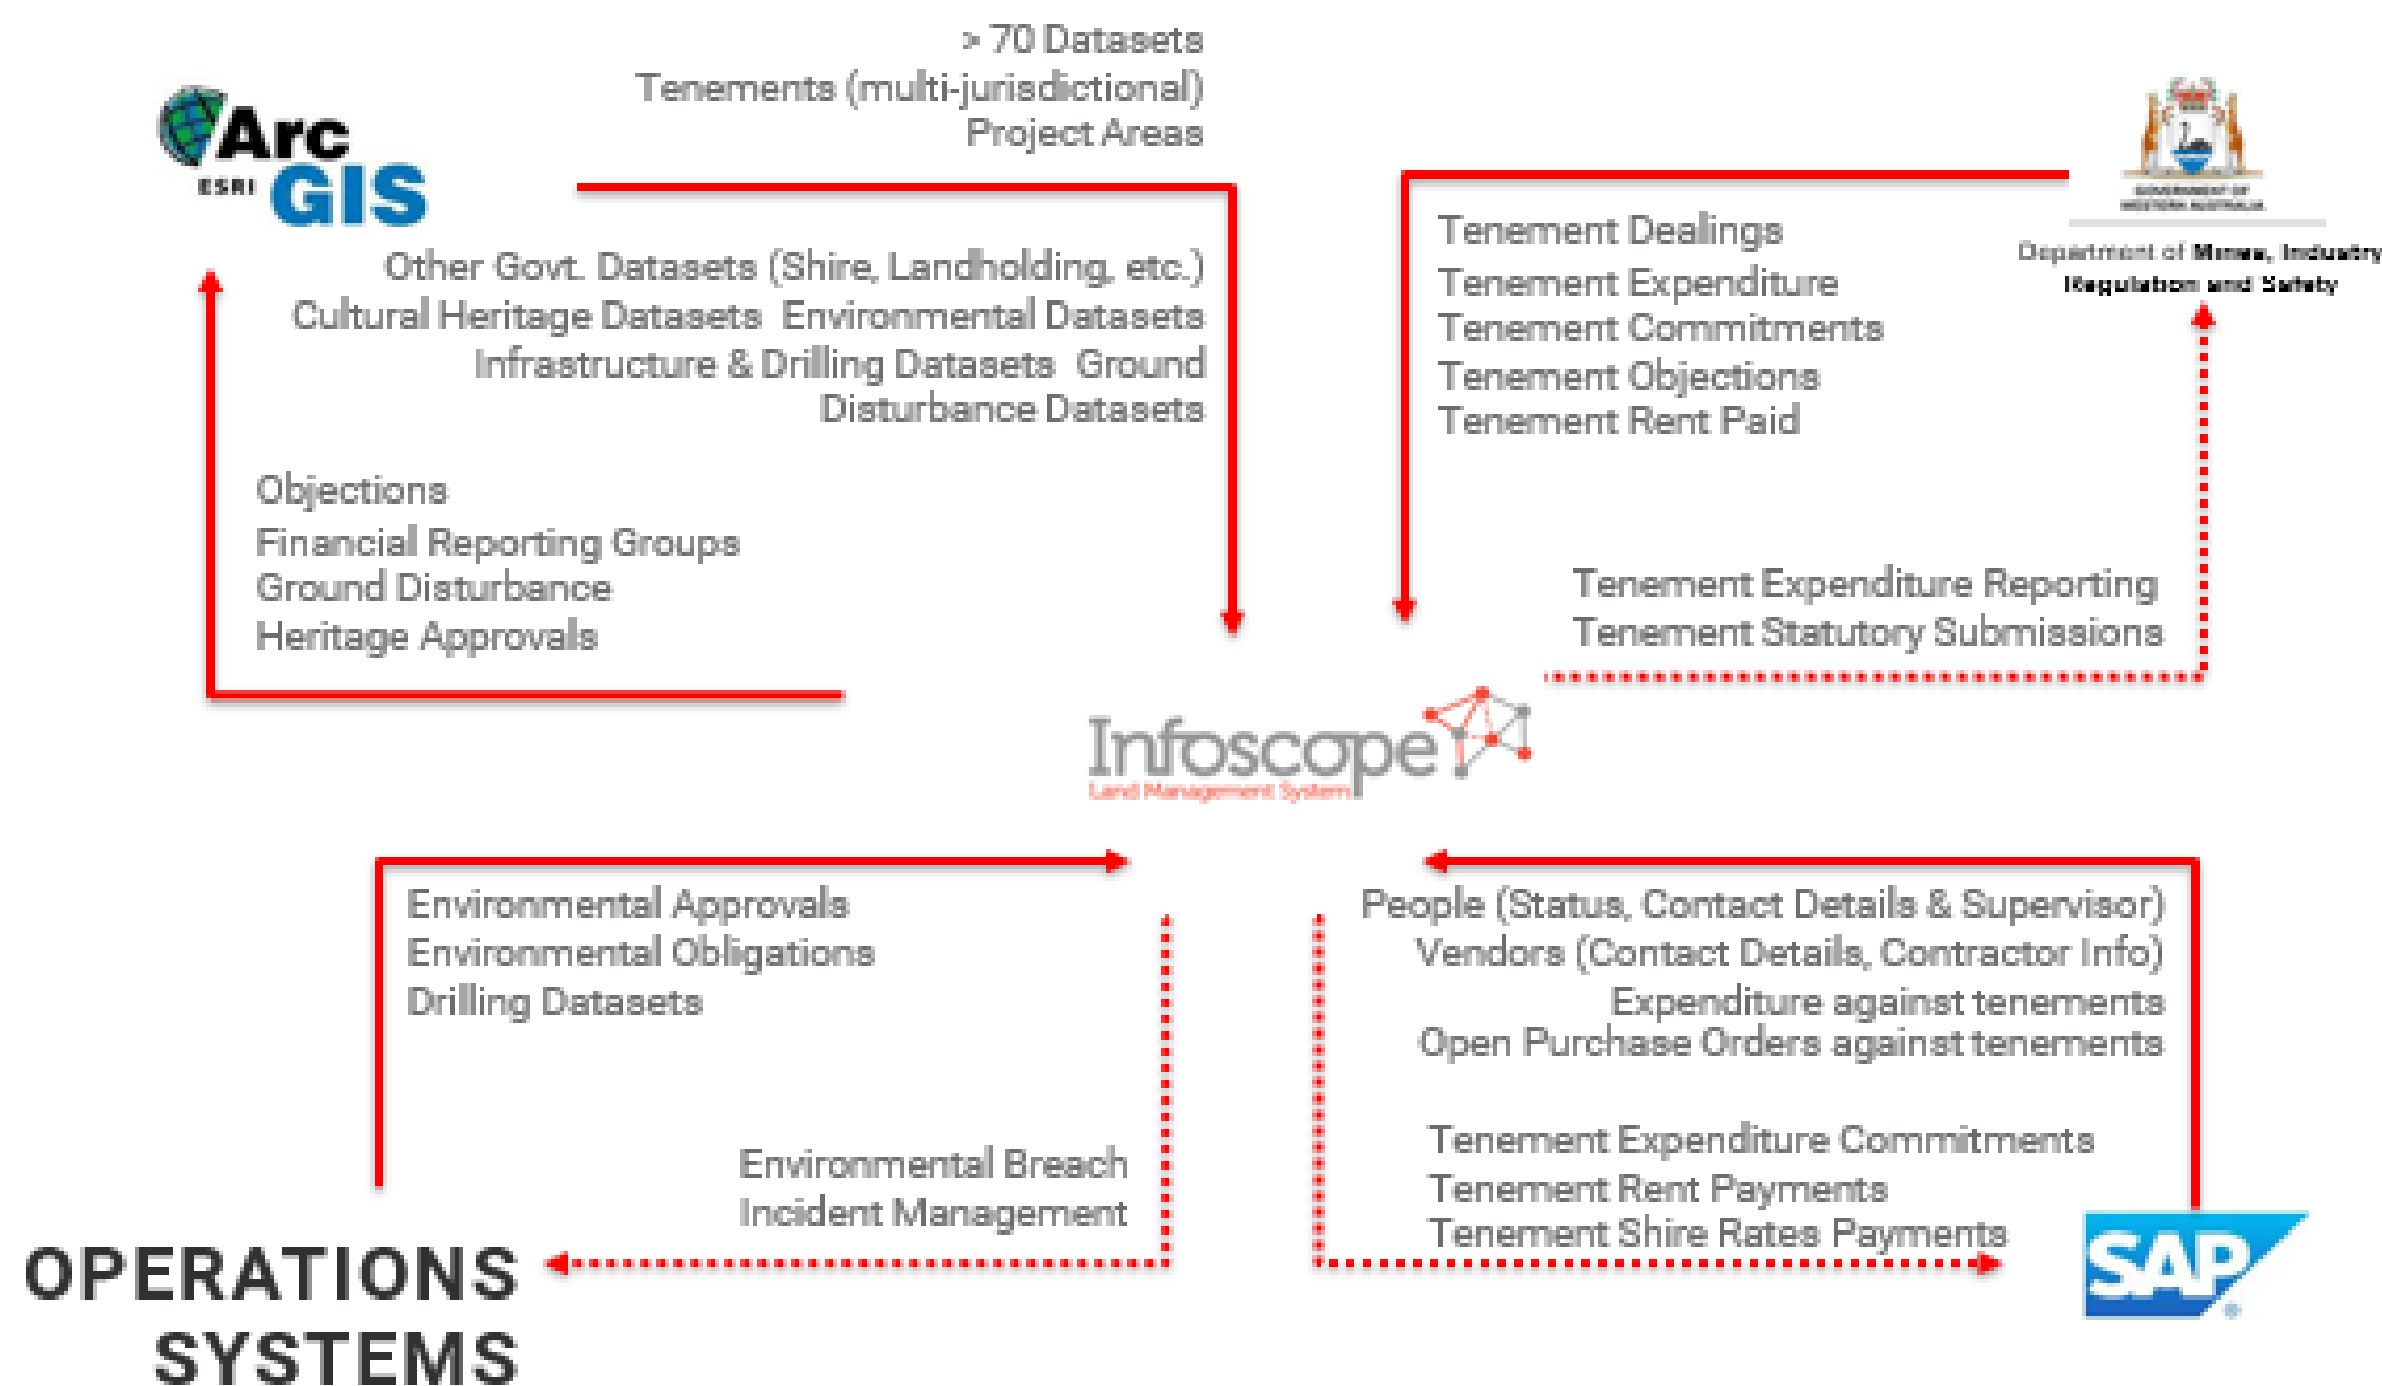 > 70 Datasets
Tenements (multi-jurisdictional)
Project Areas
Arc
ESRI
GIS
Other Govt. Datasets (Shire, Landholding, etc.)
Cultural Heritage Datasets Environmental Datasets
Infrastructure & Drilling Datasets Ground
Disturbance Datasets
Objections
Financial Reporting Groups
Ground Disturbance
Heritage Approvals
GOVERNMENT OF
WESTERN AUSTRALIA
Department of Mines, Industry
Regulation and Safety
Tenement Dealings
Tenement Expenditure
Tenement Commitments
Tenement Objections
Tenement Rent Paid
Tenement Expenditure Reporting
Tenement Statutory Submissions
Infoscope
Land Management System
Environmental Approvals
Environmental Obligations
Drilling Datasets
Environmental Breach
Incident Management
OPERATIONS
SYSTEMS
People (Status, Contact Details & Supervisor)
Vendors (Contact Details, Contractor Info)
Expenditure against tenements
Open Purchase Orders against tenements
Tenement Expenditure Commitments
Tenement Rent Payments
Tenement Shire Rates Payments
SAP
®